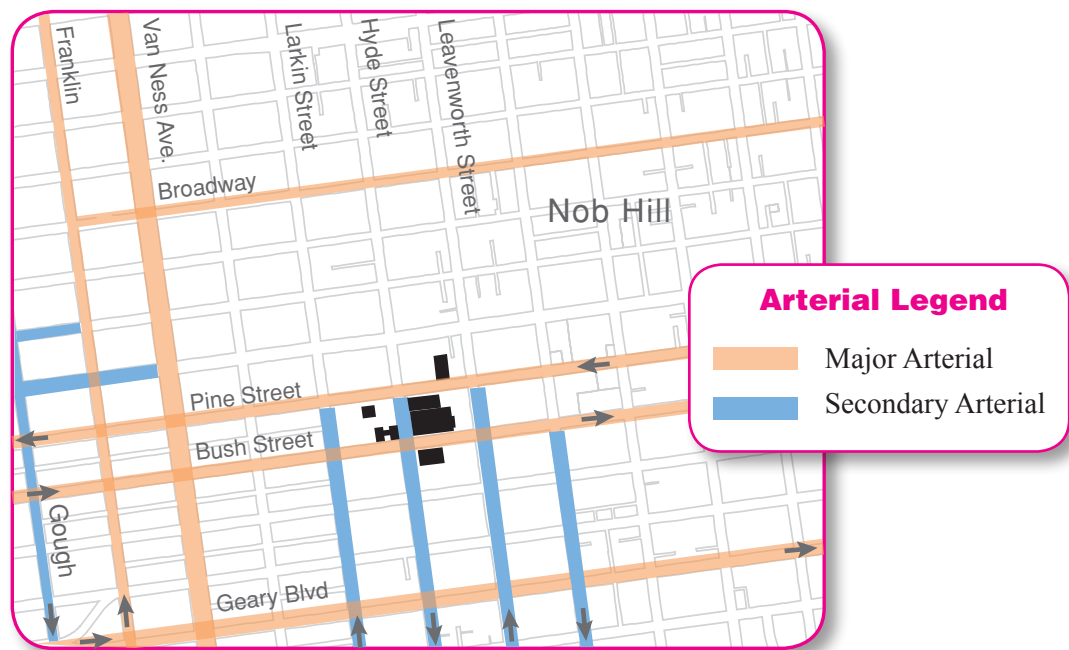 Franklin
Van Ness Ave.
Larkin Street
Hyde Street
Leavenworth Street
Broadway
Nob Hill
Arterial Legend
Major Arterial
Secondary Arterial
Pine Street
Bush Street
Gough
Geary Blvd